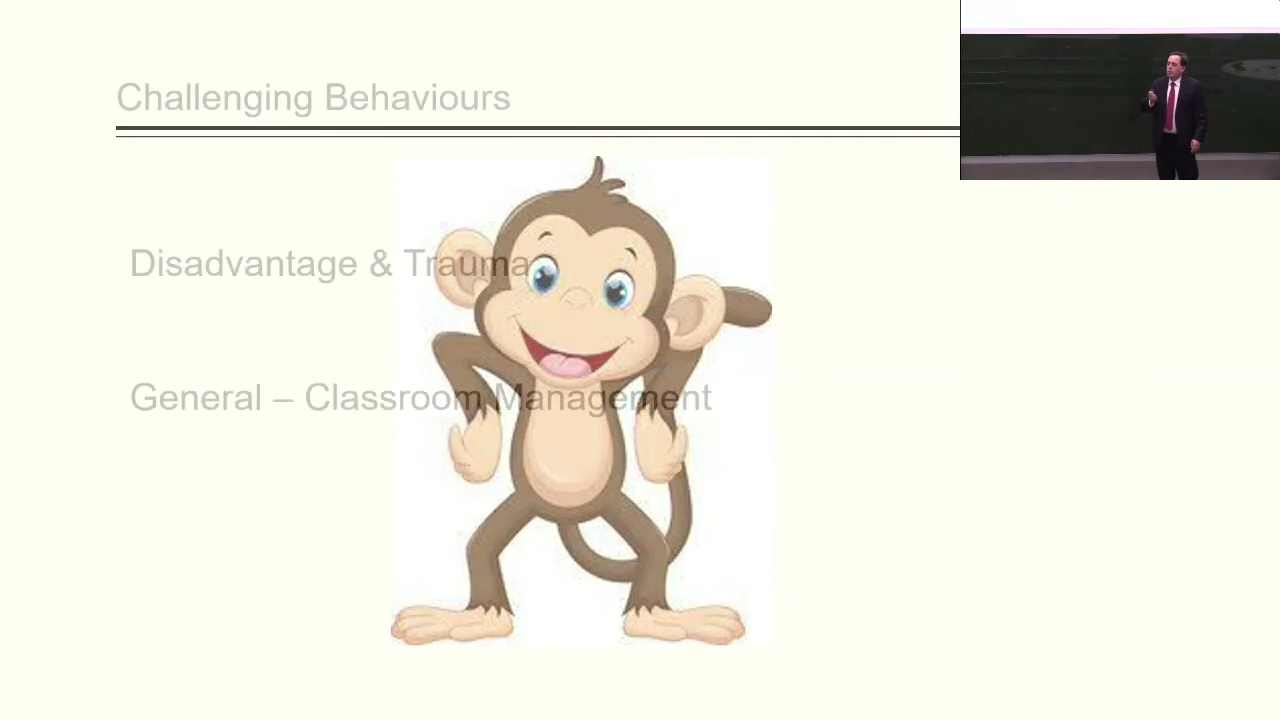 Challenging Behaviours
Disadvantage & Trauma
General – Classroom Management